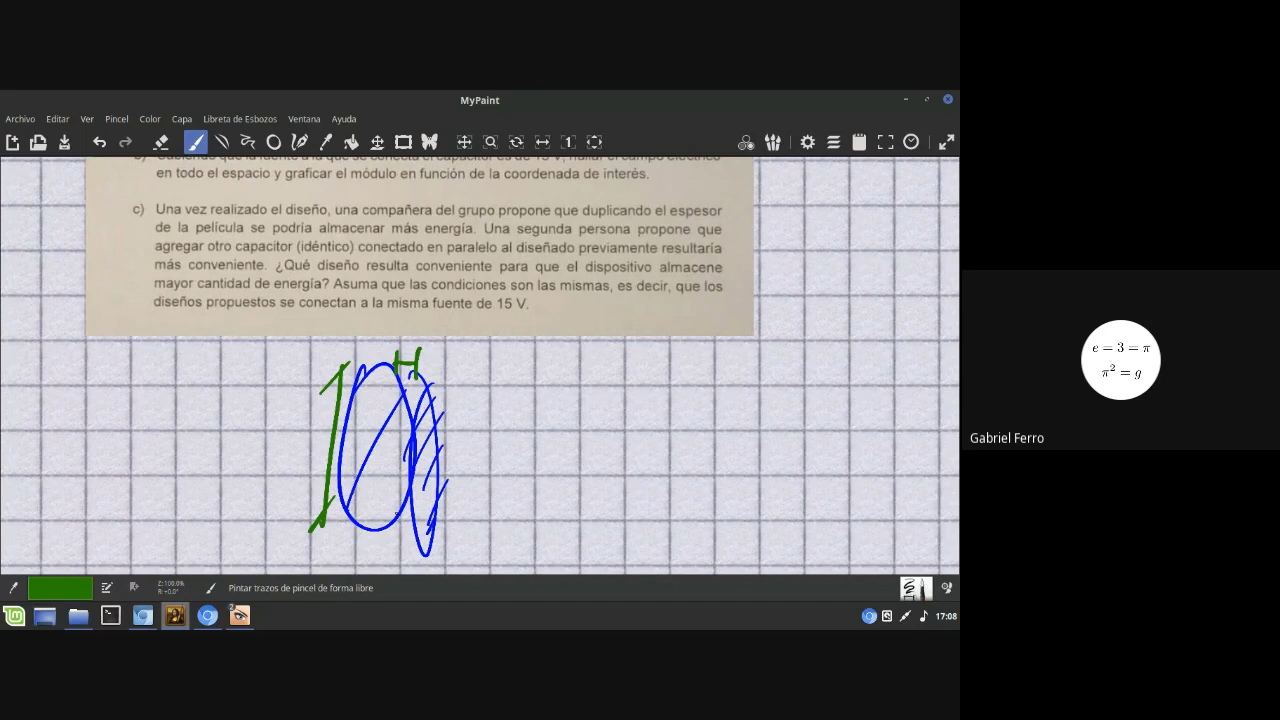 MyPaint
Archivo Editar Ver Pincel Color Capa Libreta de Esbozos Ventana Ayuda
en todo el espacio y graficar el módulo en función de la coordenada de interés.
c) Una vez realizado el diseño, una compañera del grupo propone que duplicando el espesor
de la película se podría almacenar más energía. Una segunda persona propone que
agregar otro capacitor (idéntico) conectado en paralelo al diseñado previamente resultaría
más conveniente. ¿Qué diseño resulta conveniente para que el dispositivo almacene
mayor cantidad de energía? Asuma que las condiciones son las mismas, es decir, que los
diseños propuestos se conectan a la misma fuente de 15 V.
e = 3 = π
π² = g
Gabriel Ferro
Z:100.0%
R:+0.0°
Pintar trazos de pincel de forma libre
17:08